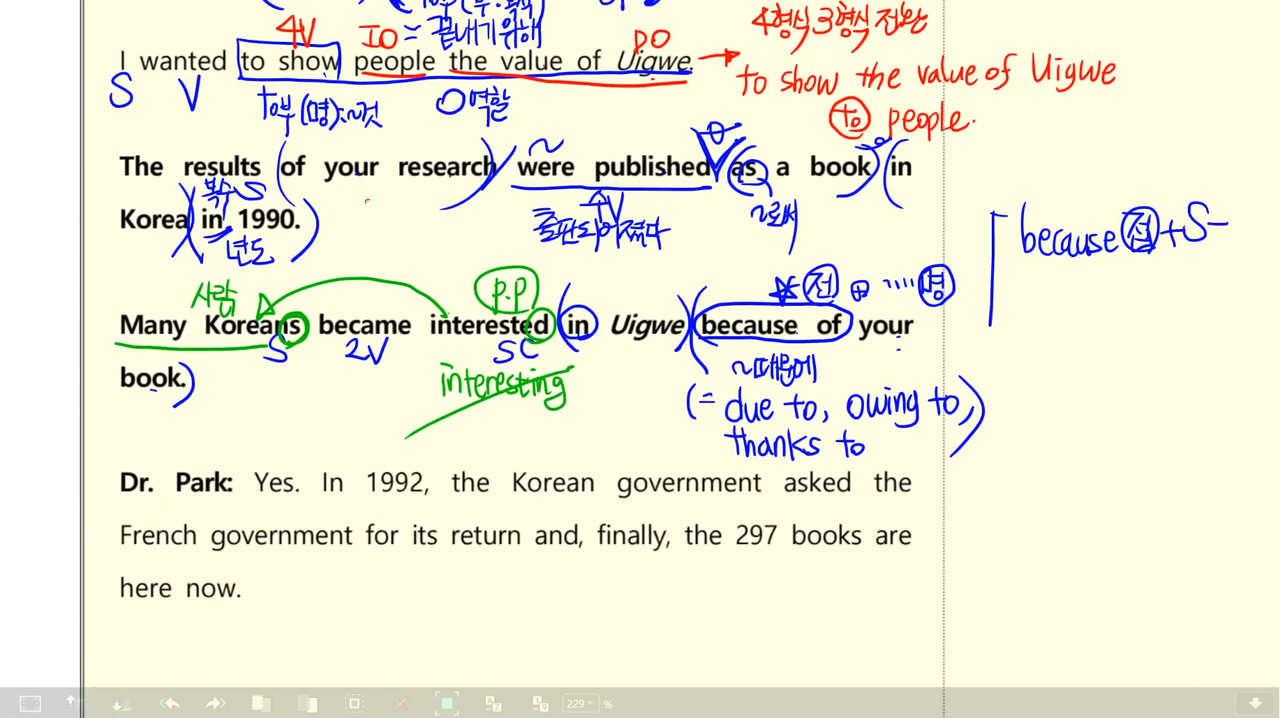 4V IO = 끝내기 위해 DO 4형식 3형식 전환
I wanted to show people the value of Uigwe.
to show the value of Uigwe
S V to부(명):~것 O역할
to people.
The results of your research were published as a book in
복수S V ~로써
Korea in 1990.
년도 출판되어졌다
because 접+S
사람 p.p 전 명
Many Koreans became interested in Uigwe because of your
S 2V SC ~때문에
book.
interesting
(= due to, owing to,
thanks to)
Dr. Park: Yes. In 1992, the Korean government asked the
French government for its return and, finally, the 297 books are
here now.
229 %